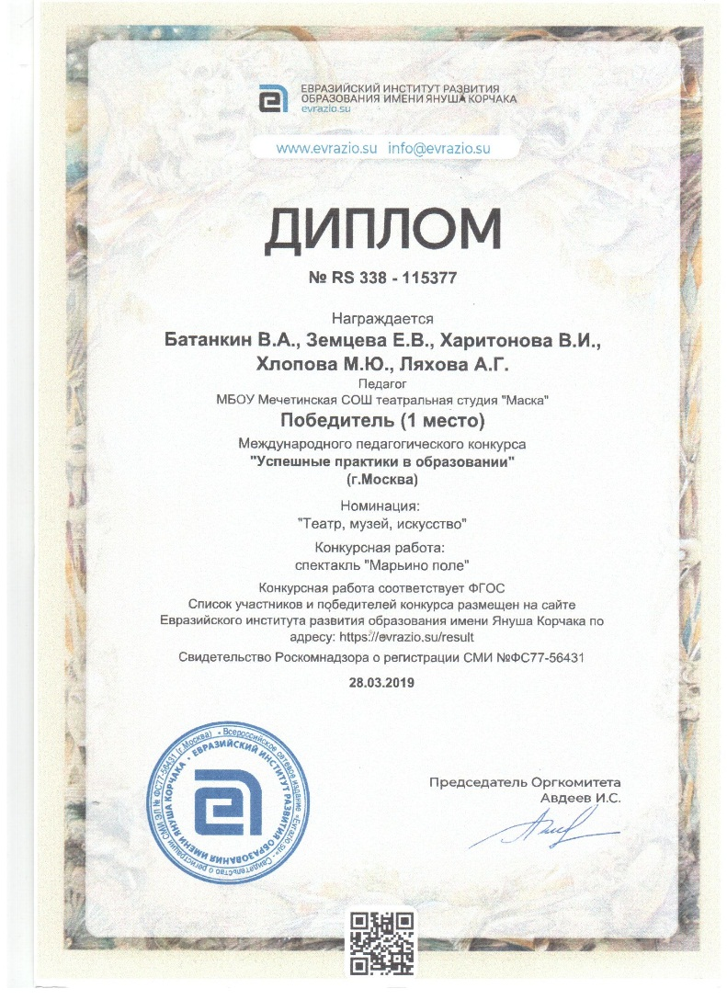 ЕВРАЗИЙСКИЙ ИНСТИТУТ РАЗВИТИЯ
ОБРАЗОВАНИЯ ИМЕНИ ЯНУША КОРЧАКА
evrazio.su
www.evrazio.su info@evrazio.su
ДИПЛОМ
№ RS 338 - 115377
Награждается
Батанкин В.А., Земцева Е.В., Харитонова В.И.,
Хлопова М.Ю., Ляхова А.Г.
Педагог
МБОУ Мечетинская СОШ театральная студия "Маска"
Победитель (1 место)
Международного педагогического конкурса
"Успешные практики в образовании"
(г.Москва)
Номинация:
"Театр, музей, искусство"
Конкурсная работа:
спектакль "Марьино поле"
Конкурсная работа соответствует ФГОС
Список участников и победителей конкурса размещен на сайте
Евразийского института развития образования имени Януша Корчака по
адресу: https://evrazio.su/result
Свидетельство Роскомнадзора о регистрации СМИ №ФС77-56431
28.03.2019
Всероссийское сетевое издание «Evrazio.su» - Свидетельство о регистрации СМИ ЭЛ № ФС77-56431 (г.Москва)
ЕВРАЗИЙСКИЙ ИНСТИТУТ РАЗВИТИЯ ОБРАЗОВАНИЯ ИМЕНИ ЯНУША КОРЧАКА
Председатель Оргкомитета
Авдеев И.С.